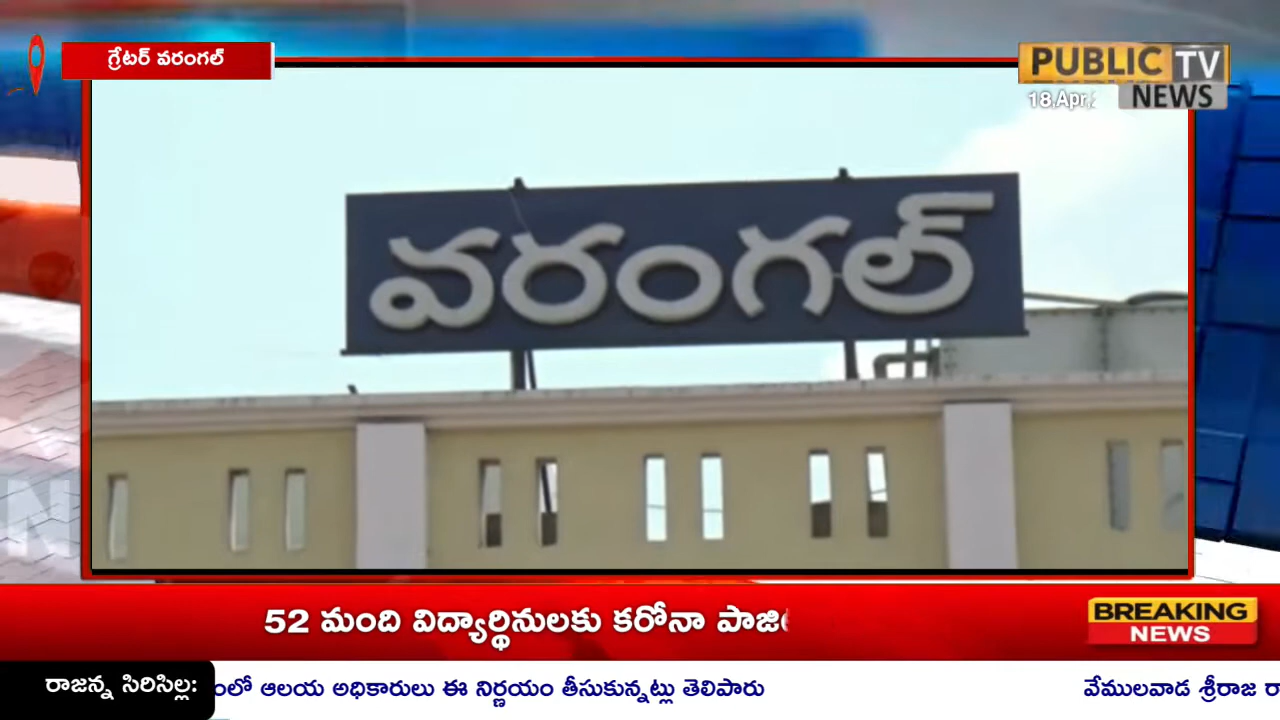 గ్రేటర్ వరంగల్
PUBLIC TV
NEWS
18 Apr,
వరంగల్
52 మంది విద్యార్థినులకు కరోనా
BREAKING
NEWS
రాజన్న సిరిసిల్ల:
ఆలయ అధికారులు ఈ నిర్ణయం తీసుకున్నట్లు తెలిపారు
వేములవాడ శ్రీరాజ